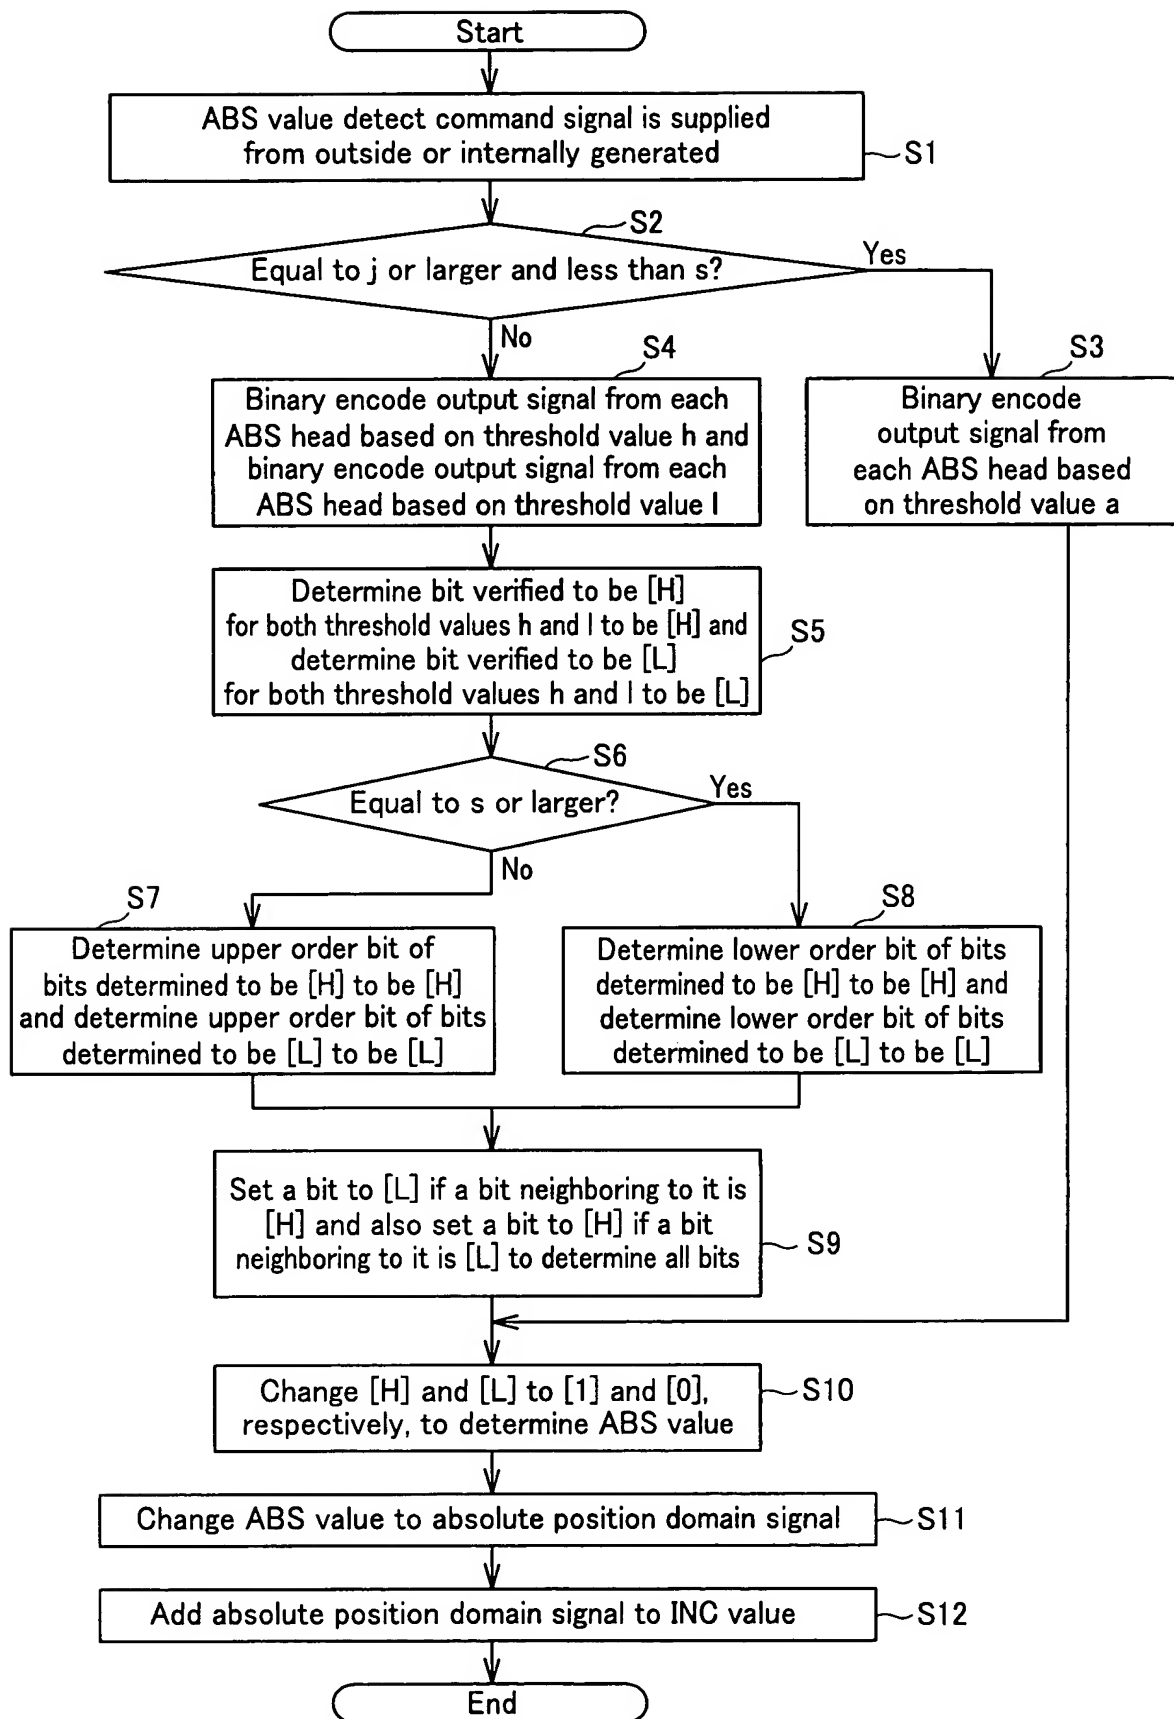 Start
ABS value detect command signal is supplied
from outside or internally generated
S1
S2
Equal to j or larger and less than s?
Yes
No
S4
Binary encode output signal from each
ABS head based on threshold value h and
binary encode output signal from each
ABS head based on threshold value l
S3
Binary encode
output signal from
each ABS head based
on threshold value a
Determine bit verified to be [H]
for both threshold values h and l to be [H] and
determine bit verified to be [L]
for both threshold values h and l to be [L]
S5
S6
Equal to s or larger?
Yes
No
S7
Determine upper order bit of
bits determined to be [H] to be [H]
and determine upper order bit of bits
determined to be [L] to be [L]
S8
Determine lower order bit of bits
determined to be [H] to be [H] and
determine lower order bit of bits
determined to be [L] to be [L]
Set a bit to [L] if a bit neighboring to it is
[H] and also set a bit to [H] if a bit
neighboring to it is [L] to determine all bits
S9
Change [H] and [L] to [1] and [0],
respectively, to determine ABS value
S10
Change ABS value to absolute position domain signal
S11
Add absolute position domain signal to INC value
S12
End